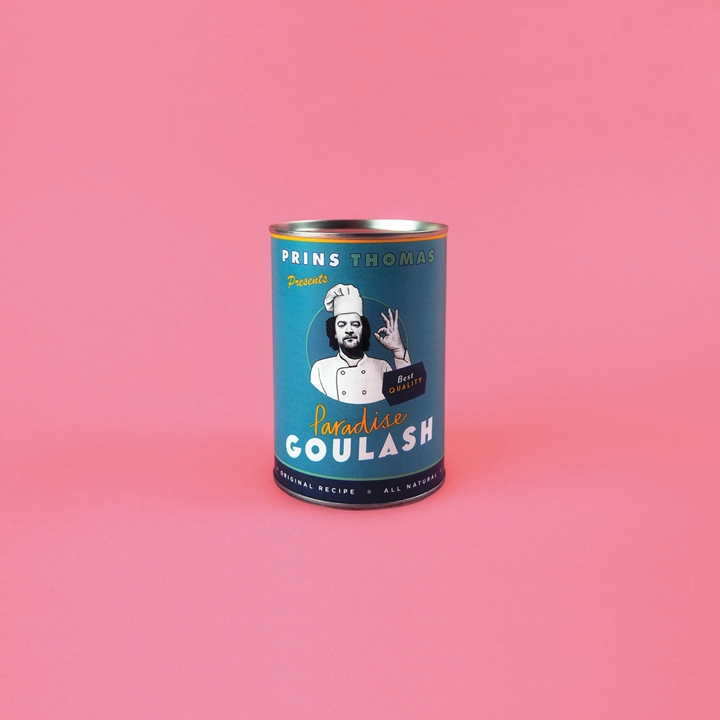 PRINS THOMAS
Presents
Best
QUALITY
Paradise
GOULASH
ORIGINAL RECIPE ★ ALL NATURAL